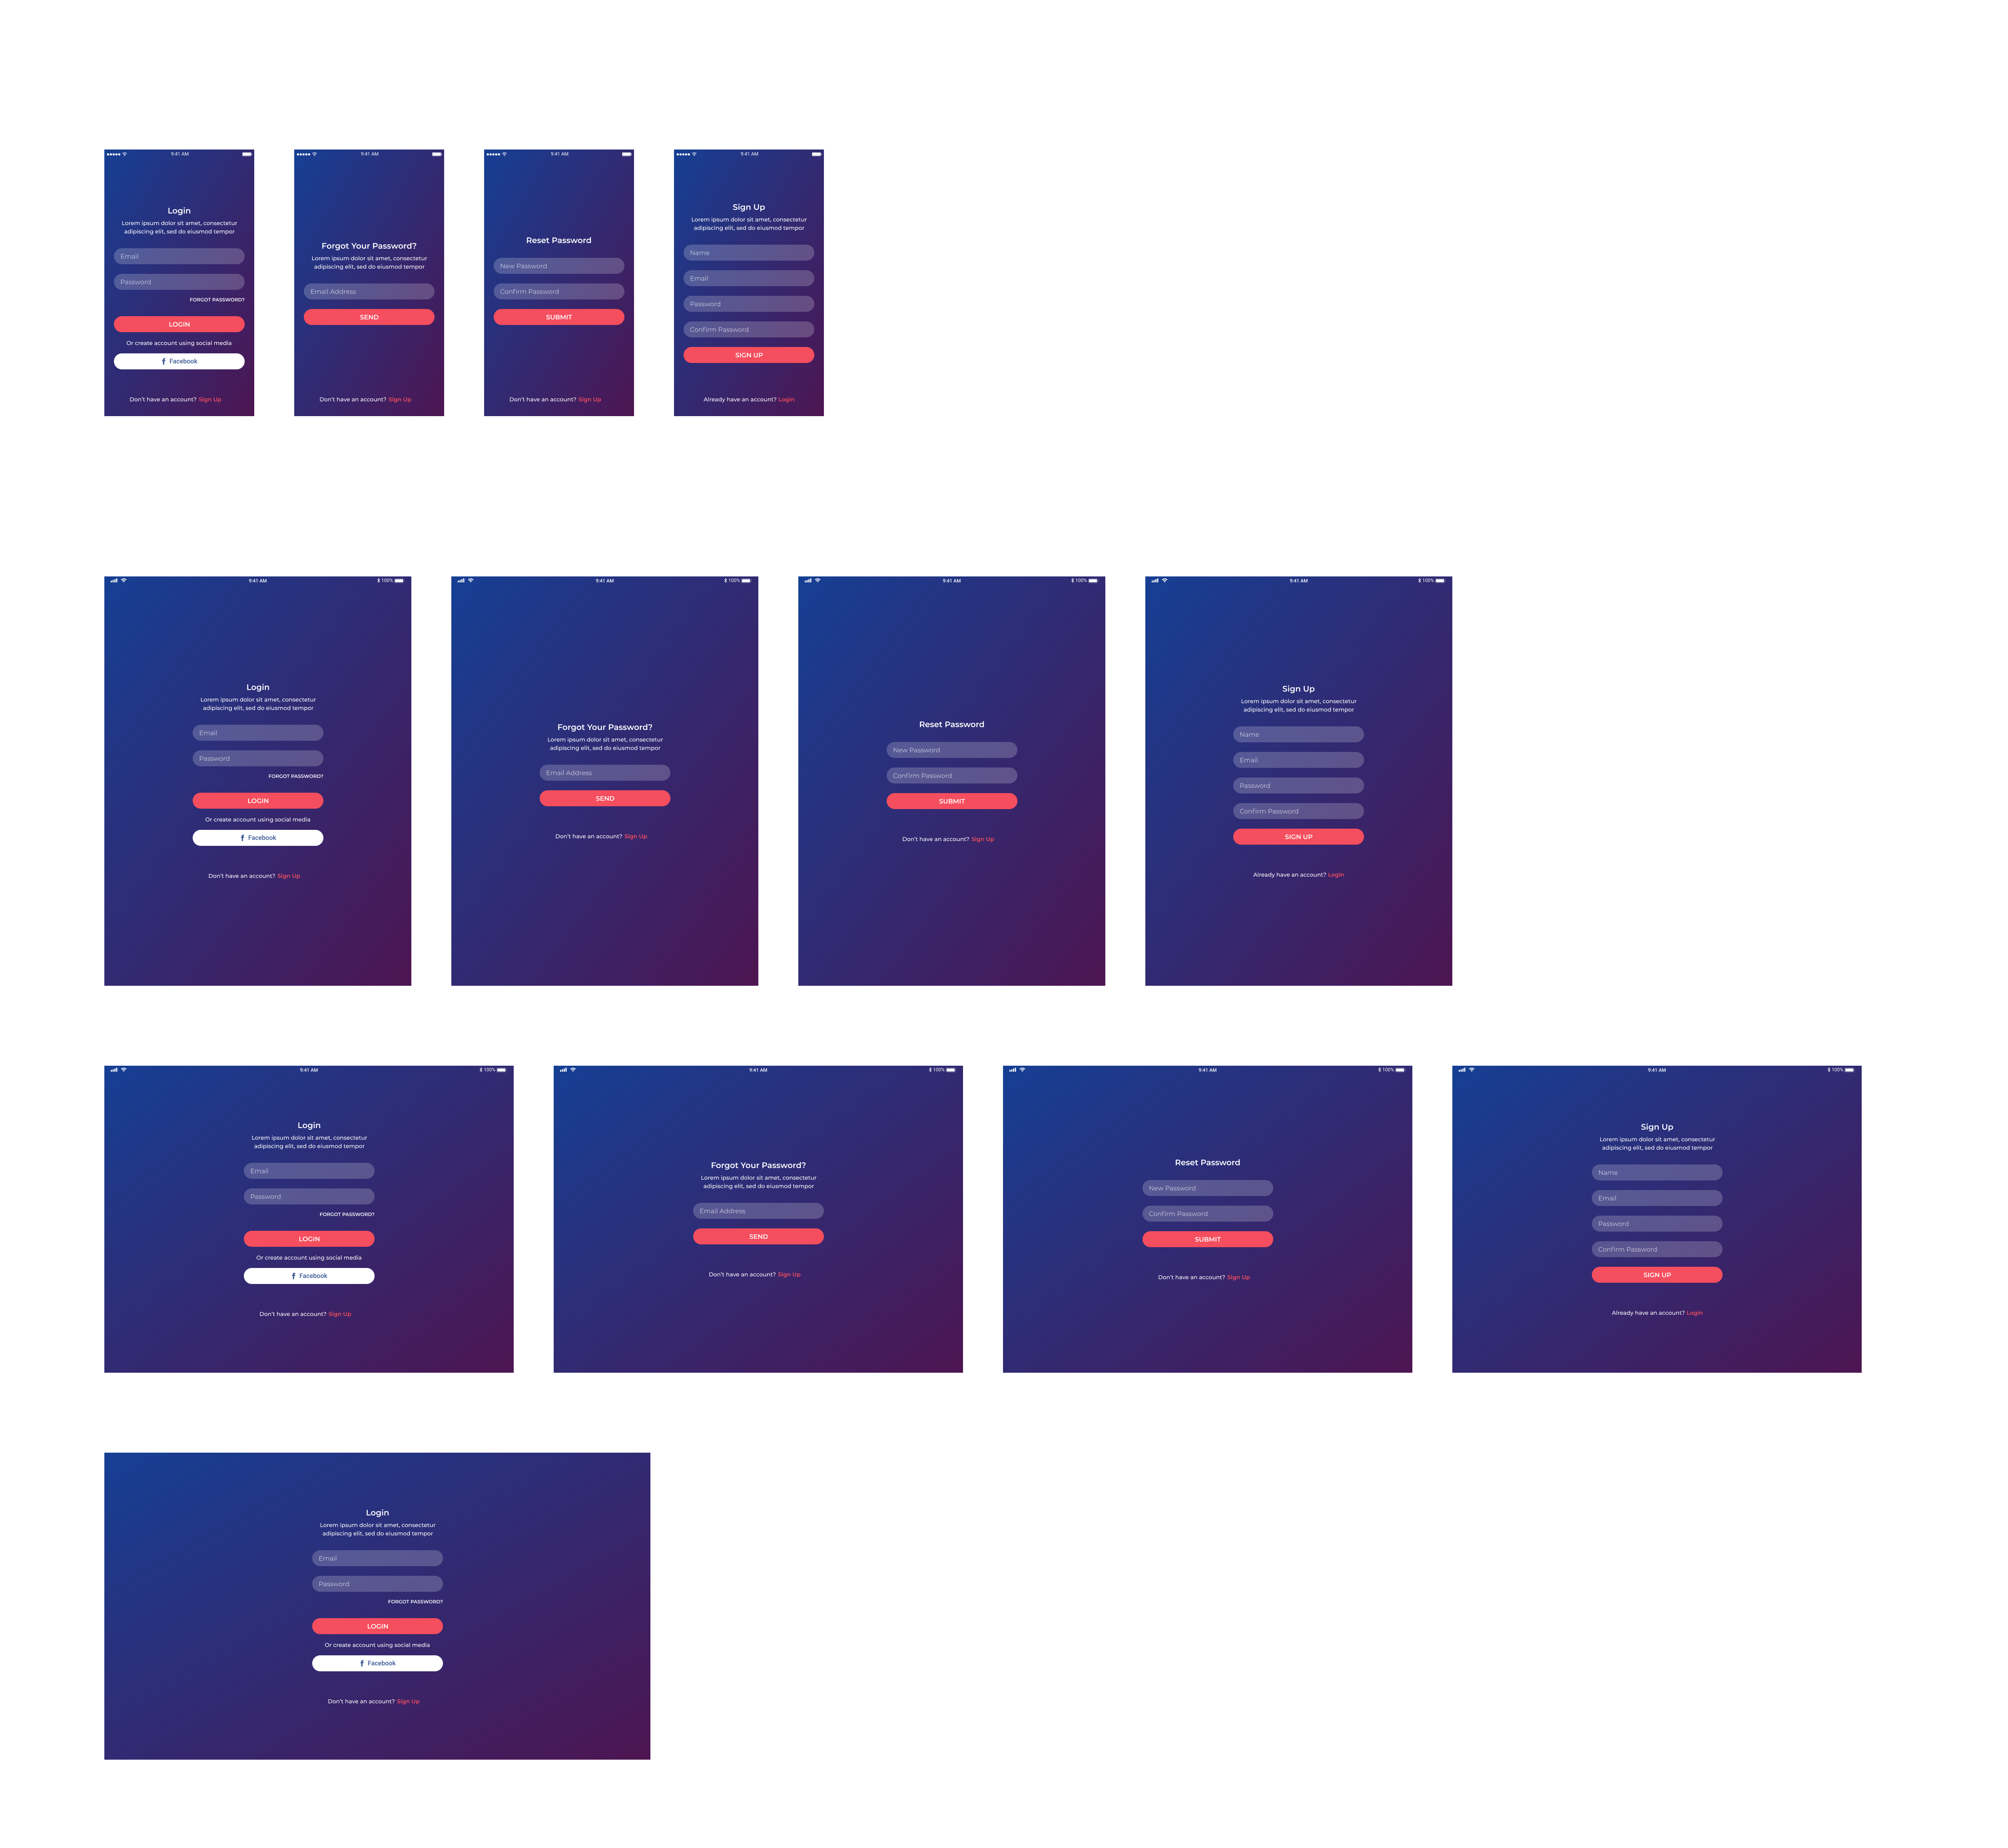 9:41 AM
Login
Lorem ipsum dolor sit amet, consectetur
adipiscing elit, sed do eiusmod tempor
Email
Password
FORGOT PASSWORD?
LOGIN
Or create account using social media
Facebook
Don't have an account? Sign Up
9:41 AM
Forgot Your Password?
Lorem ipsum dolor sit amet, consectetur
adipiscing elit, sed do eiusmod tempor
Email Address
SEND
Don't have an account? Sign Up
9:41 AM
Reset Password
New Password
Confirm Password
SUBMIT
Don't have an account? Sign Up
9:41 AM
Sign Up
Lorem ipsum dolor sit amet, consectetur
adipiscing elit, sed do eiusmod tempor
Name
Email
Password
Confirm Password
SIGN UP
Already have an account? Login
9:41 AM
100%
Login
Lorem ipsum dolor sit amet, consectetur
adipiscing elit, sed do eiusmod tempor
Email
Password
FORGOT PASSWORD?
LOGIN
Or create account using social media
Facebook
Don't have an account? Sign Up
9:41 AM
100%
Forgot Your Password?
Lorem ipsum dolor sit amet, consectetur
adipiscing elit, sed do eiusmod tempor
Email Address
SEND
Don't have an account? Sign Up
9:41 AM
100%
Reset Password
New Password
Confirm Password
SUBMIT
Don't have an account? Sign Up
9:41 AM
100%
Sign Up
Lorem ipsum dolor sit amet, consectetur
adipiscing elit, sed do eiusmod tempor
Name
Email
Password
Confirm Password
SIGN UP
Already have an account? Login
9:41 AM
100%
Login
Lorem ipsum dolor sit amet, consectetur
adipiscing elit, sed do eiusmod tempor
Email
Password
FORGOT PASSWORD?
LOGIN
Or create account using social media
Facebook
Don't have an account? Sign Up
9:41 AM
100%
Forgot Your Password?
Lorem ipsum dolor sit amet, consectetur
adipiscing elit, sed do eiusmod tempor
Email Address
SEND
Don't have an account? Sign Up
9:41 AM
100%
Reset Password
New Password
Confirm Password
SUBMIT
Don't have an account? Sign Up
9:41 AM
100%
Sign Up
Lorem ipsum dolor sit amet, consectetur
adipiscing elit, sed do eiusmod tempor
Name
Email
Password
Confirm Password
SIGN UP
Already have an account? Login
Login
Lorem ipsum dolor sit amet, consectetur
adipiscing elit, sed do eiusmod tempor
Email
Password
FORGOT PASSWORD?
LOGIN
Or create account using social media
Facebook
Don't have an account? Sign Up